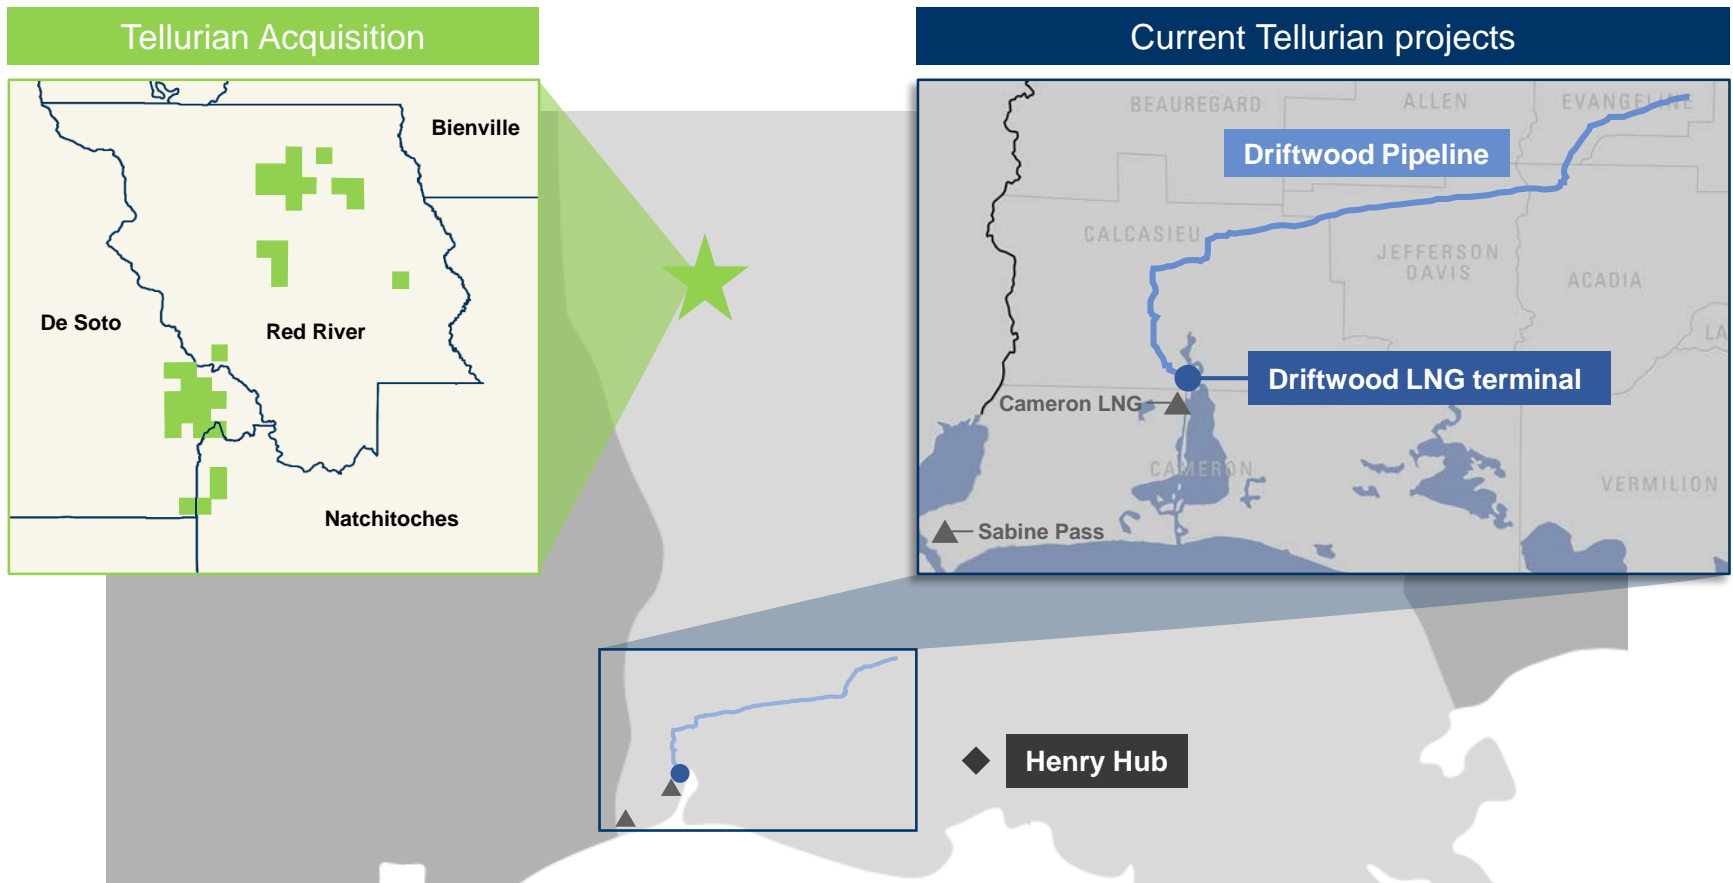 Tellurian Acquisition
Current Tellurian projects
Bienville
De Soto
Red River
Natchitoches
BEAUREGARD
ALLEN
EVANGELINE
Driftwood Pipeline
CALCASIEU
JEFFERSON
DAVIS
ACADIA
LA
Driftwood LNG terminal
Cameron LNG
CAMERON
VERMILION
Sabine Pass
Henry Hub